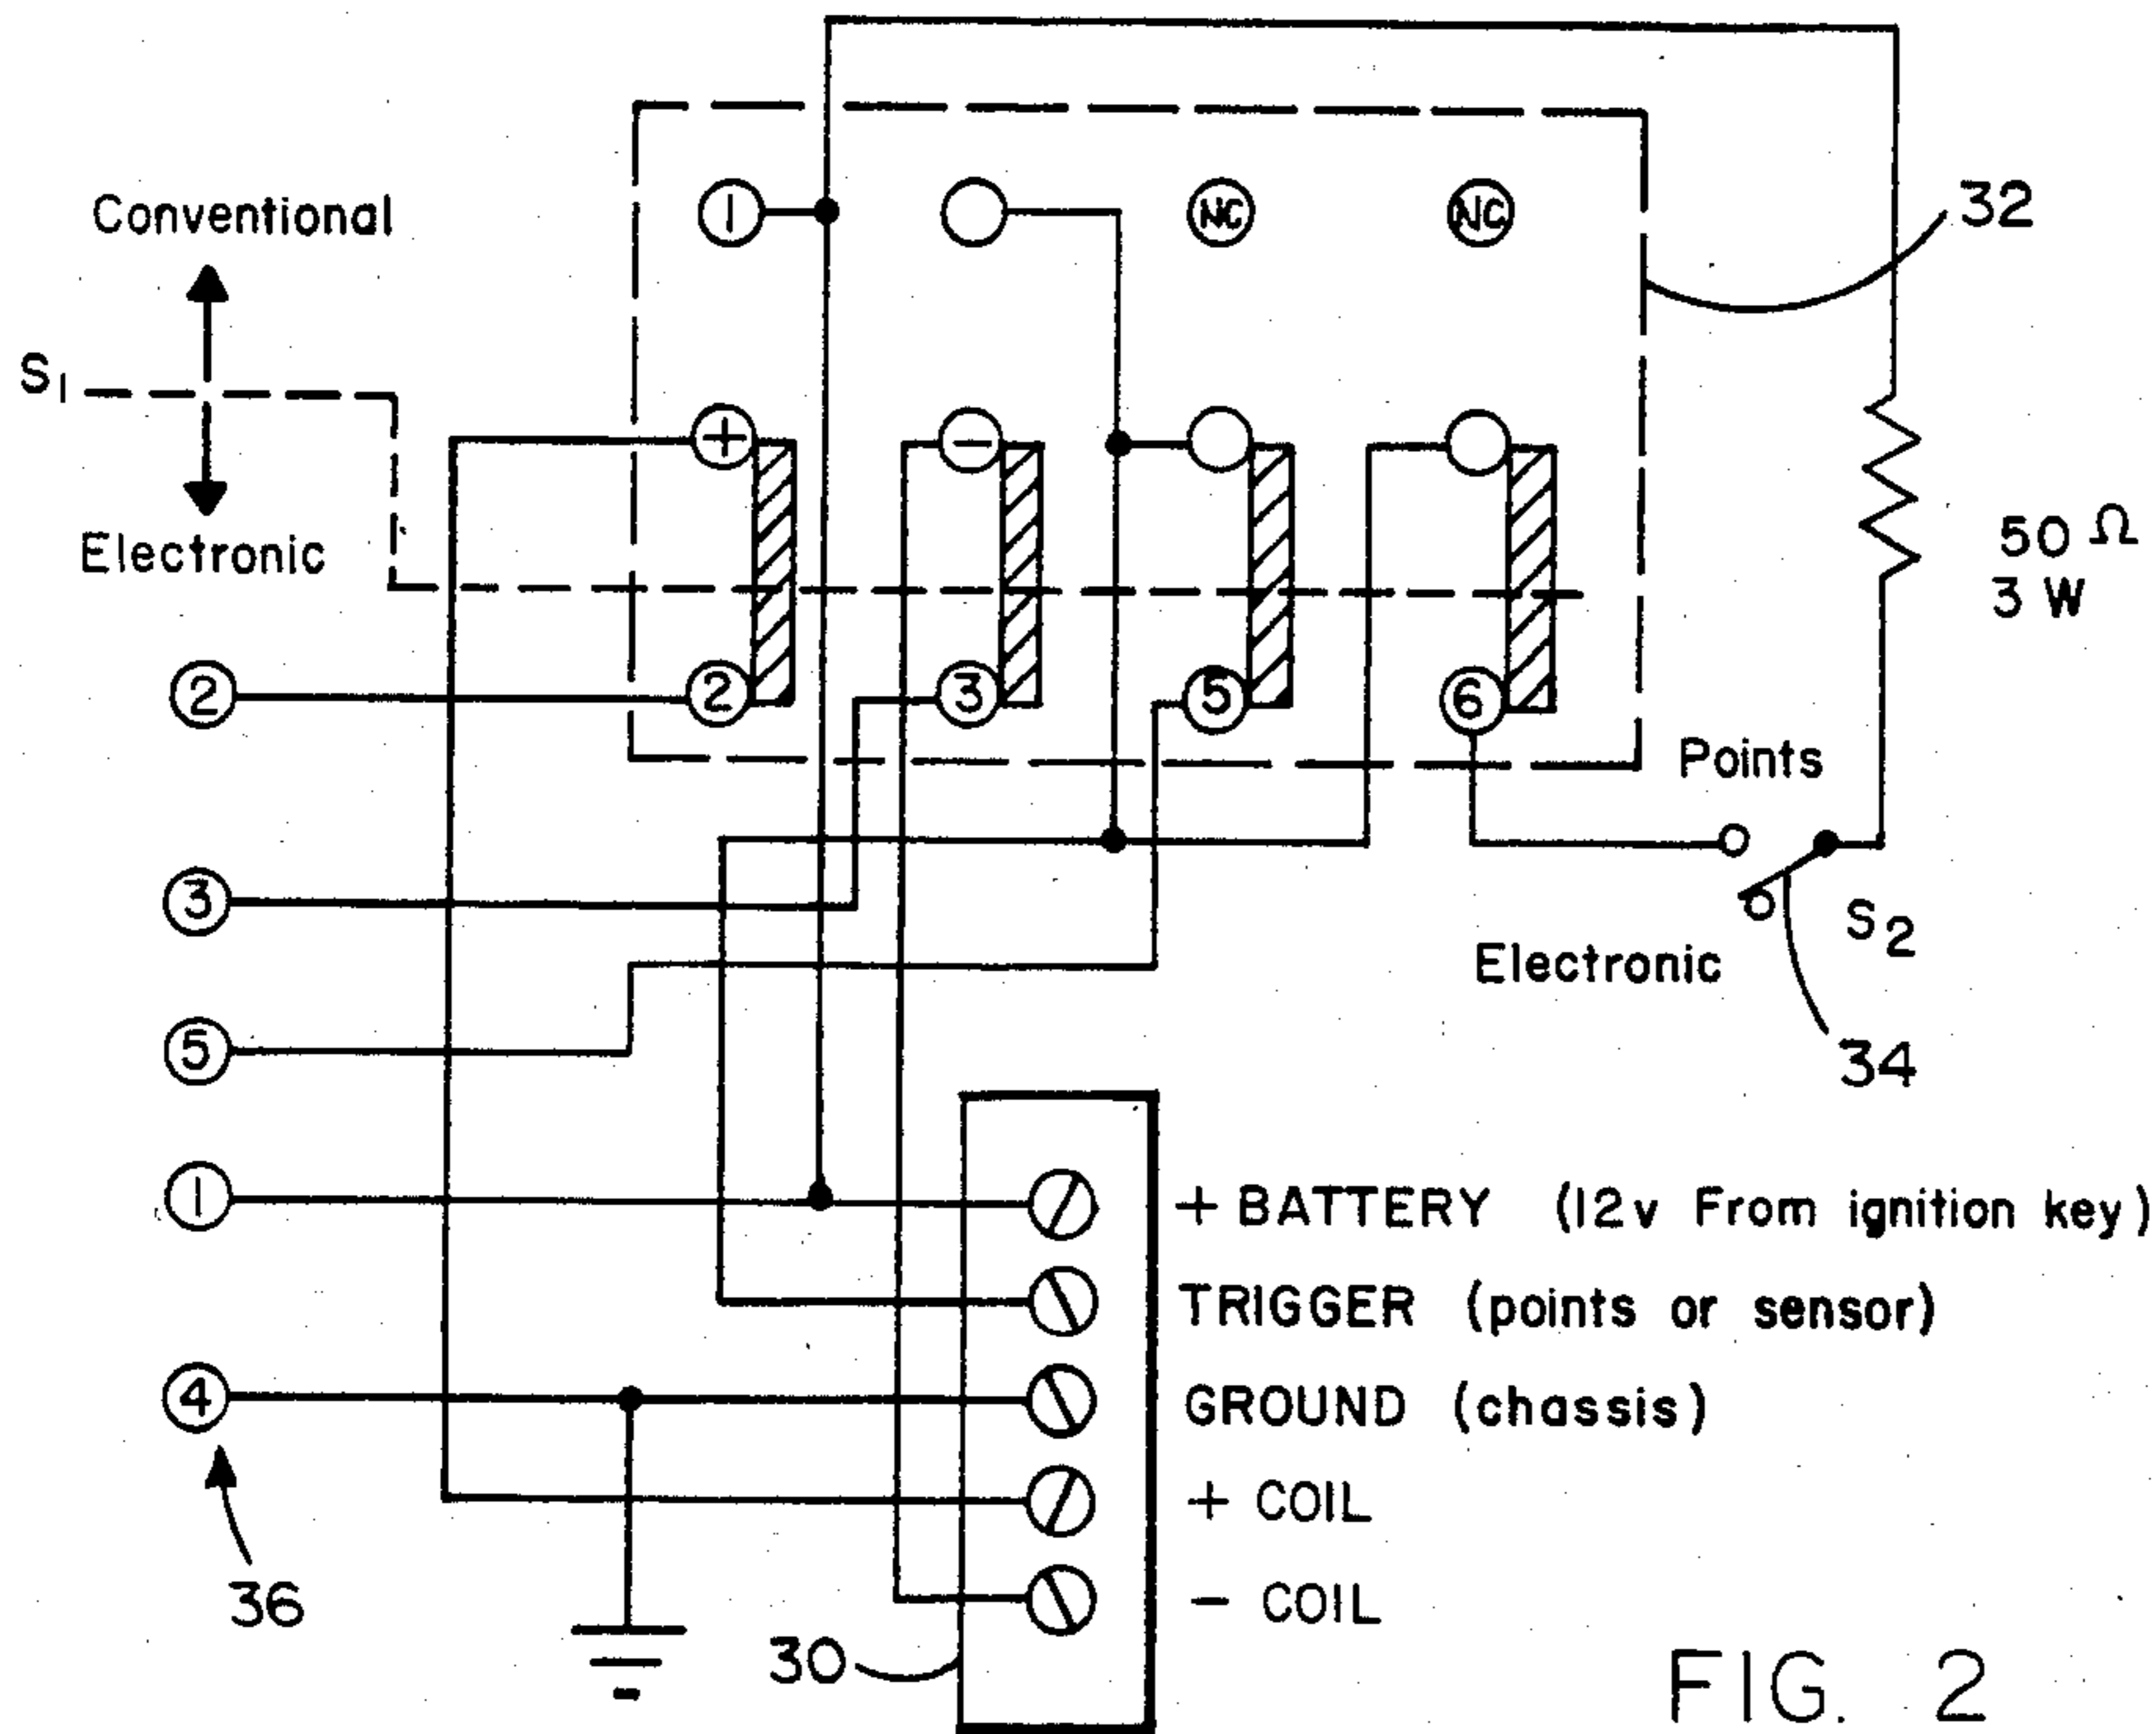 1
NC
NC
32
Conventional
S1
+
-
50 Ω
3 W
Electronic
2
2
3
5
6
Points
3
S2
Electronic
5
34
1
+ BATTERY (12v From ignition key)
TRIGGER (points or sensor)
4
GROUND (chassis)
+ COIL
36
- COIL
30
FIG. 2